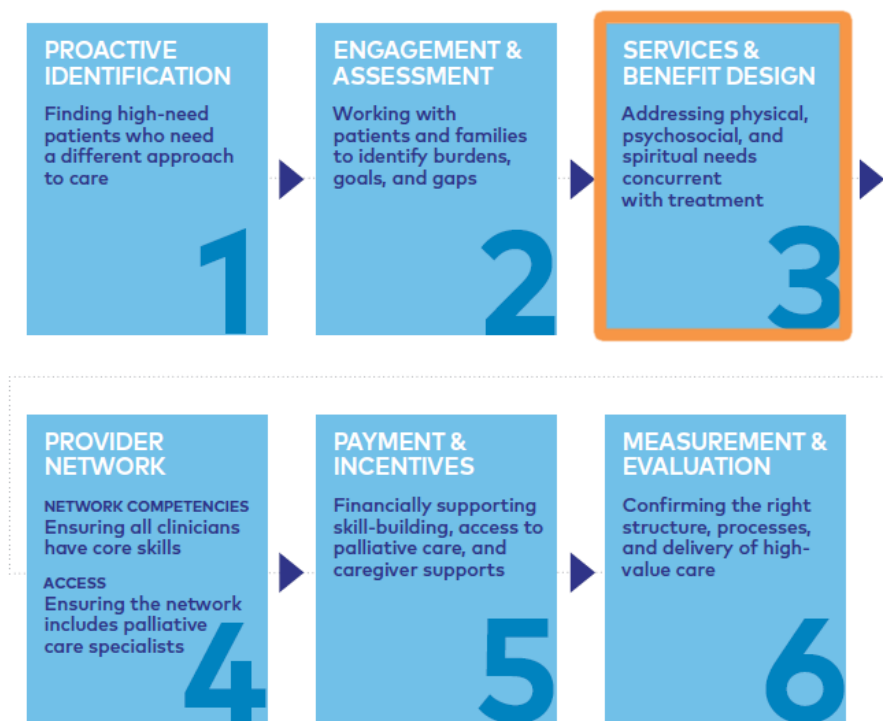 PROACTIVE
IDENTIFICATION
Finding high-need
patients who need
a different approach
to care
1
ENGAGEMENT &
ASSESSMENT
Working with
patients and families
to identify burdens,
goals, and gaps
2
SERVICES &
BENEFIT DESIGN
Addressing physical,
psychosocial, and
spiritual needs
concurrent
with treatment
3
PROVIDER
NETWORK
NETWORK COMPETENCIES
Ensuring all clinicians
have core skills
ACCESS
Ensuring the network
includes palliative
care specialists
4
PAYMENT &
INCENTIVES
Financially supporting
skill-building, access to
palliative care, and
caregiver supports
5
MEASUREMENT &
EVALUATION
Confirming the right
structure, processes,
and delivery of high-
value care
6